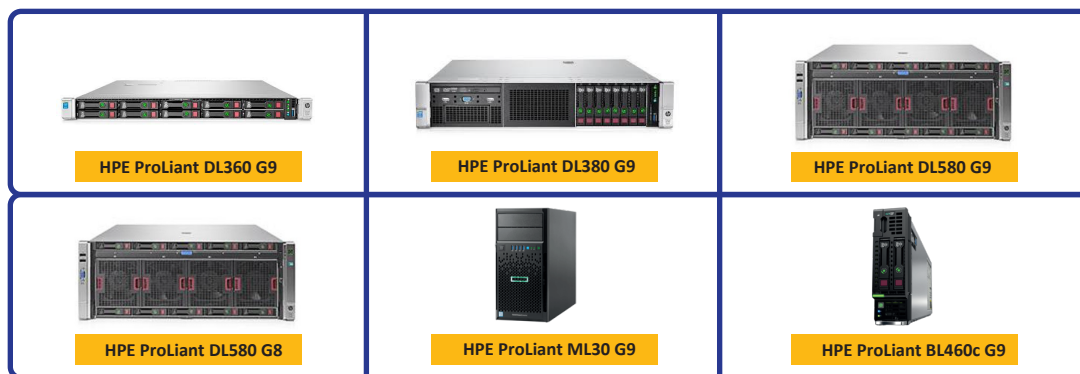 HPE ProLiant DL360 G9
HPE ProLiant DL380 G9
HPE ProLiant DL580 G9
HPE ProLiant DL580 G8
HPE ProLiant ML30 G9
HPE ProLiant BL460c G9